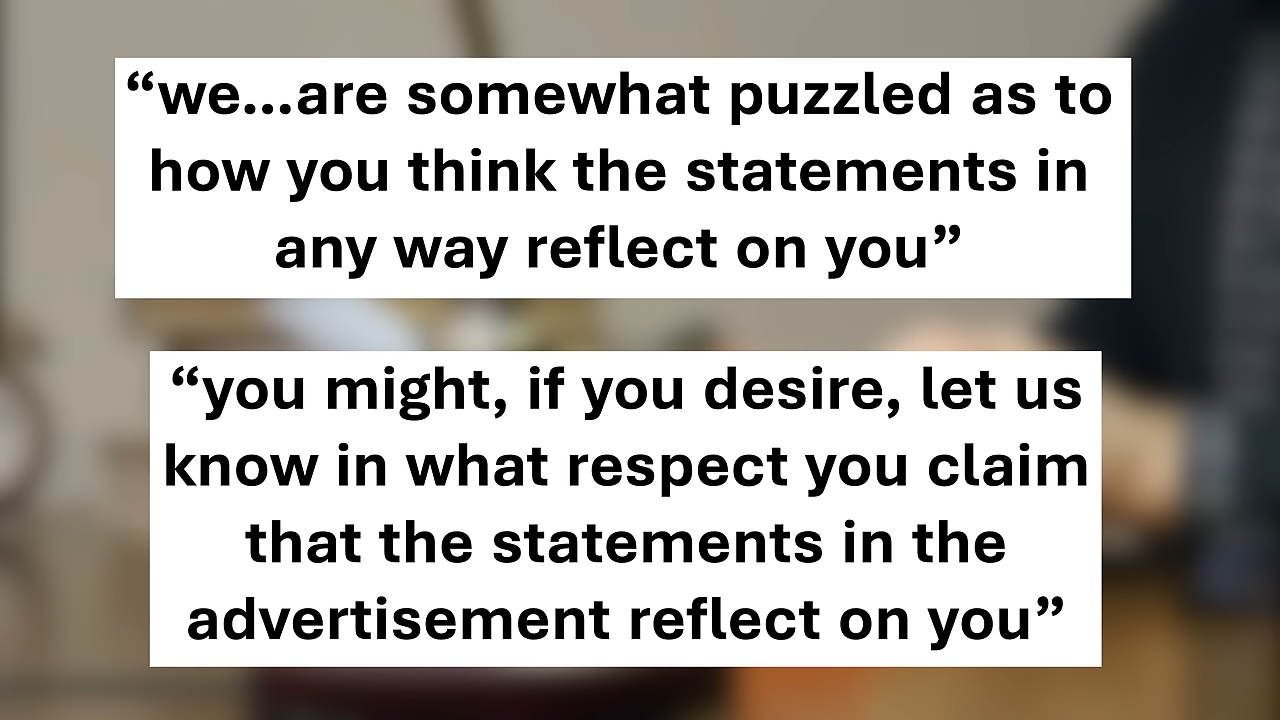 “we...are somewhat puzzled as to
how you think the statements in
any way reflect on you”
“you might, if you desire, let us
know in what respect you claim
that the statements in the
advertisement reflect on you”